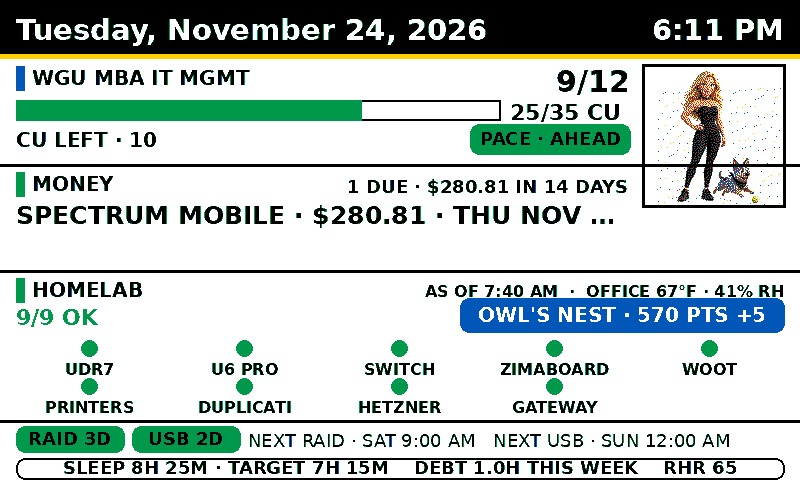 Tuesday, November 24, 2026 6:11 PM
WGU MBA IT MGMT 9/12
25/35 CU
CU LEFT · 10 PACE · AHEAD
MONEY 1 DUE · $280.81 IN 14 DAYS
SPECTRUM MOBILE · $280.81 · THU NOV ...
HOMELAB AS OF 7:40 AM · OFFICE 67°F · 41% RH
9/9 OK OWL'S NEST · 570 PTS +5
UDR7 U6 PRO SWITCH ZIMABOARD WOOT
PRINTERS DUPLICATI HETZNER GATEWAY
RAID 3D USB 2D NEXT RAID · SAT 9:00 AM NEXT USB · SUN 12:00 AM
SLEEP 8H 25M · TARGET 7H 15M DEBT 1.0H THIS WEEK RHR 65